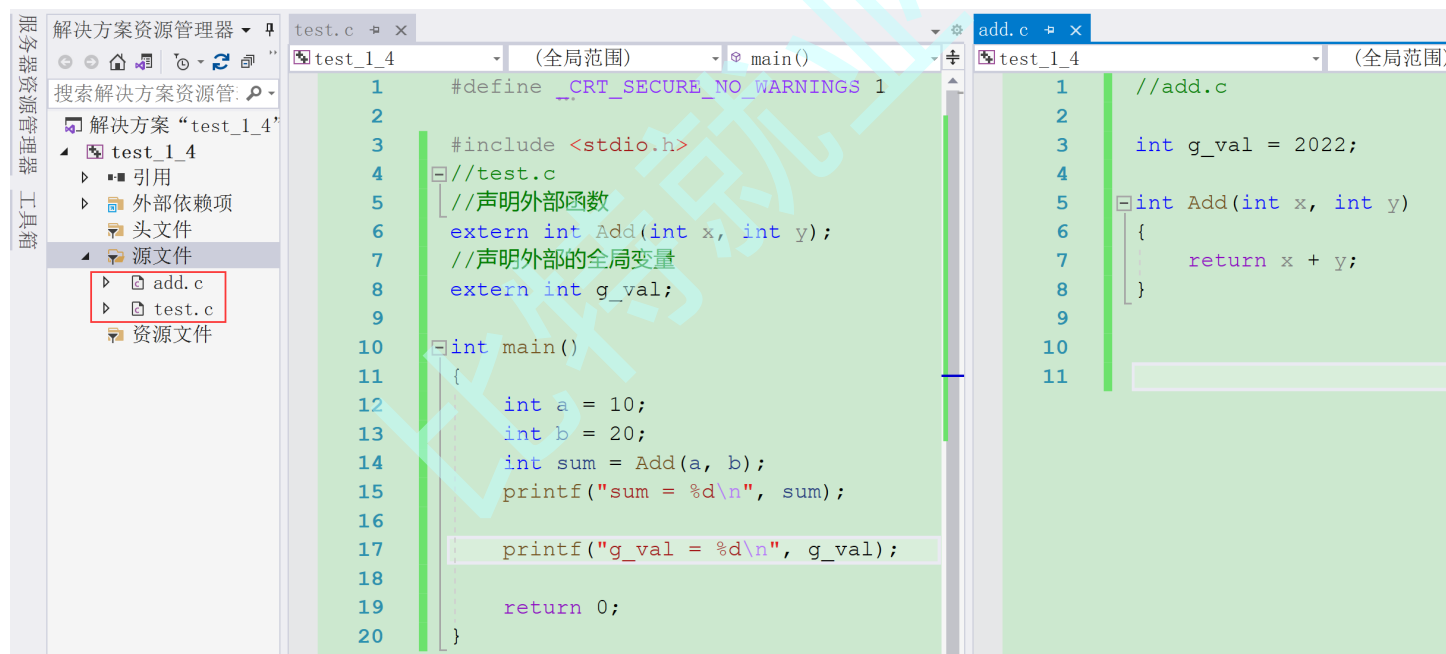 服务器资源管理器
工具箱
解决方案资源管理器
搜索解决方案资源管
解决方案“test_1_4”
test_1_4
引用
外部依赖项
头文件
源文件
add.c
test.c
资源文件
test.c
test_1_4
(全局范围)
main()
1 #define _CRT_SECURE_NO_WARNINGS 1
2
3 #include <stdio.h>
4 //test.c
5 //声明外部函数
6 extern int Add(int x, int y);
7 //声明外部的全局变量
8 extern int g_val;
9
10 int main()
11 {
12 int a = 10;
13 int b = 20;
14 int sum = Add(a, b);
15 printf("sum = %d\n", sum);
16
17 printf("g_val = %d\n", g_val);
18
19 return 0;
20 }
add.c
test_1_4
(全局范围)
1 //add.c
2
3 int g_val = 2022;
4
5 int Add(int x, int y)
6 {
7 return x + y;
8 }
9
10
11
比特就业